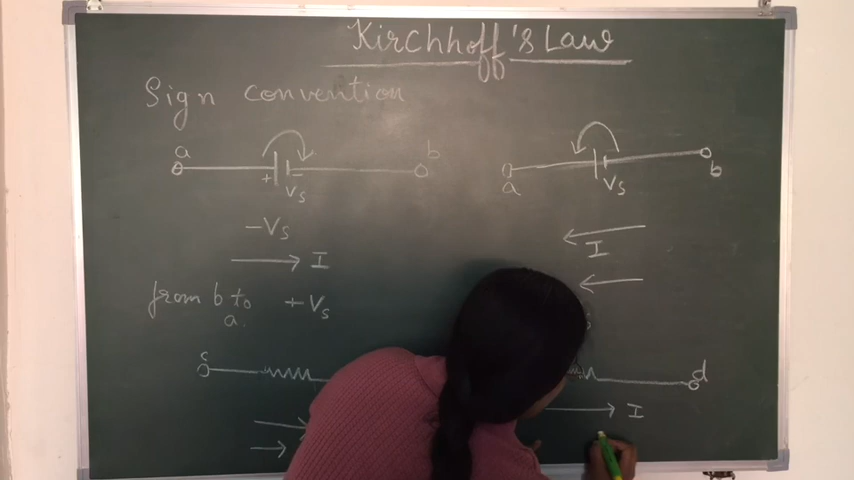 Kirchhoff's Law
Sign convention
a b
+ -
Vs
a b
Vs
-Vs
I
I
from b to a.
+Vs
c
d
I